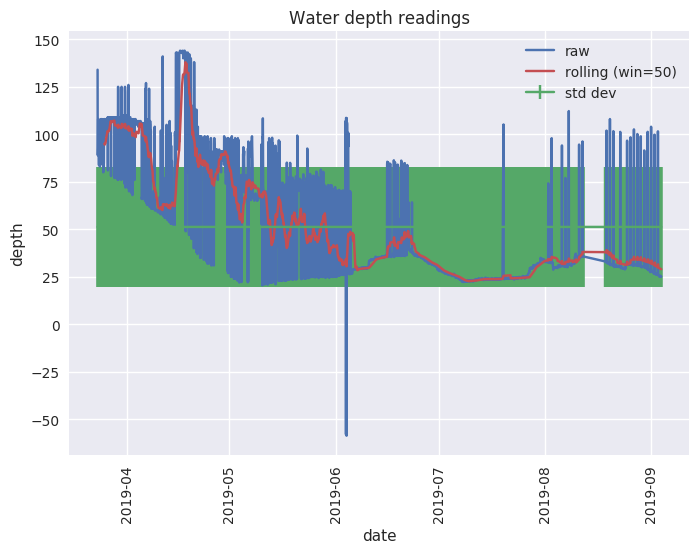 Water depth readings
150
125
100
75
50
25
0
−25
−50
depth
raw
rolling (win=50)
std dev
2019-04
2019-05
2019-06
2019-07
2019-08
2019-09
date